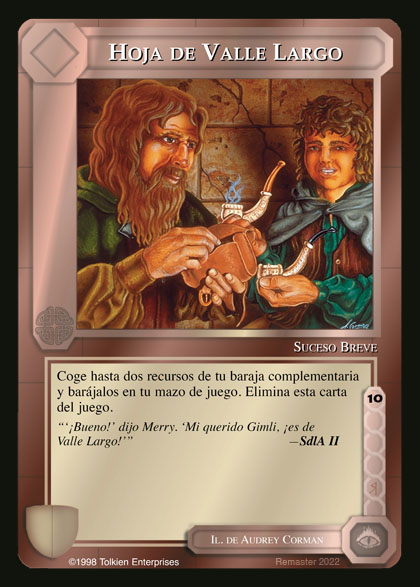 Hoja de Valle Largo
Suceso Breve
Coge hasta dos recursos de tu baraja complementaria
y barájalos en tu mazo de juego. Elimina esta carta
del juego.
“‘¡Bueno!’ dijo Merry. ‘Mi querido Gimli, ¡es de
Valle Largo!’” —SdlA II
10
Il. de Audrey Corman
©1998 Tolkien Enterprises
Remaster 2022